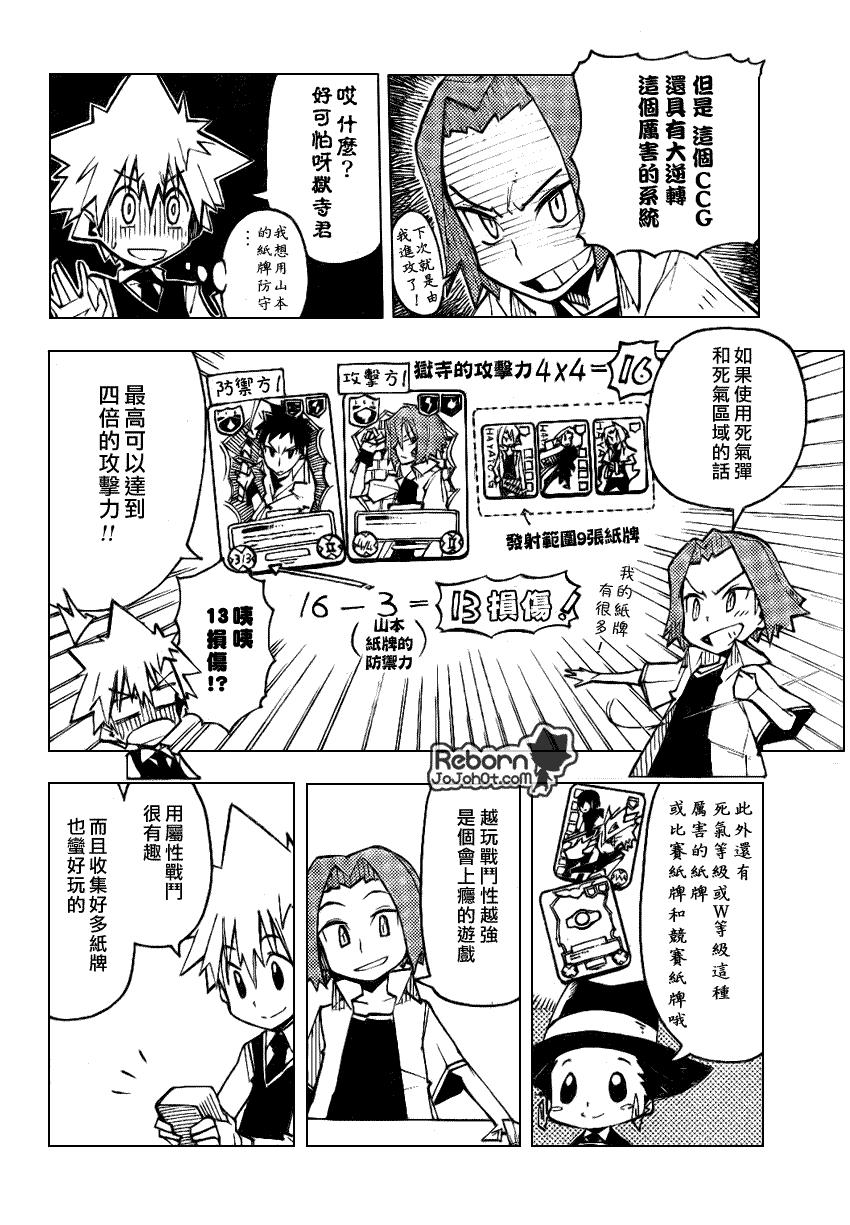 但是 這個CCG
還具有大逆轉
這個厲害的系統
下次就是由
我進攻了!
哎 什麼?
好可怕呀獄寺君
我想用山本
的紙牌防守
…
如果使用死氣彈
和死氣區域的話
獄寺的攻擊力4×4=16
攻擊方!
防禦方!
HAYATO G
發射範圍9張紙牌
我的紙牌
有很多!
最高可以達到
四倍的攻擊力!!
16-3=13損傷!
(山本
紙牌的
防禦力)
咦咦
13損傷!?
Reborn
JoJoHOt.com
此外還有
死氣等級或W等級這種
厲害的紙牌
或比賽紙牌和競賽紙牌哦
越玩戰鬥性越強
是個會上癮的遊戲
用屬性戰鬥
很有趣
而且收集好多紙牌
也蠻好玩的